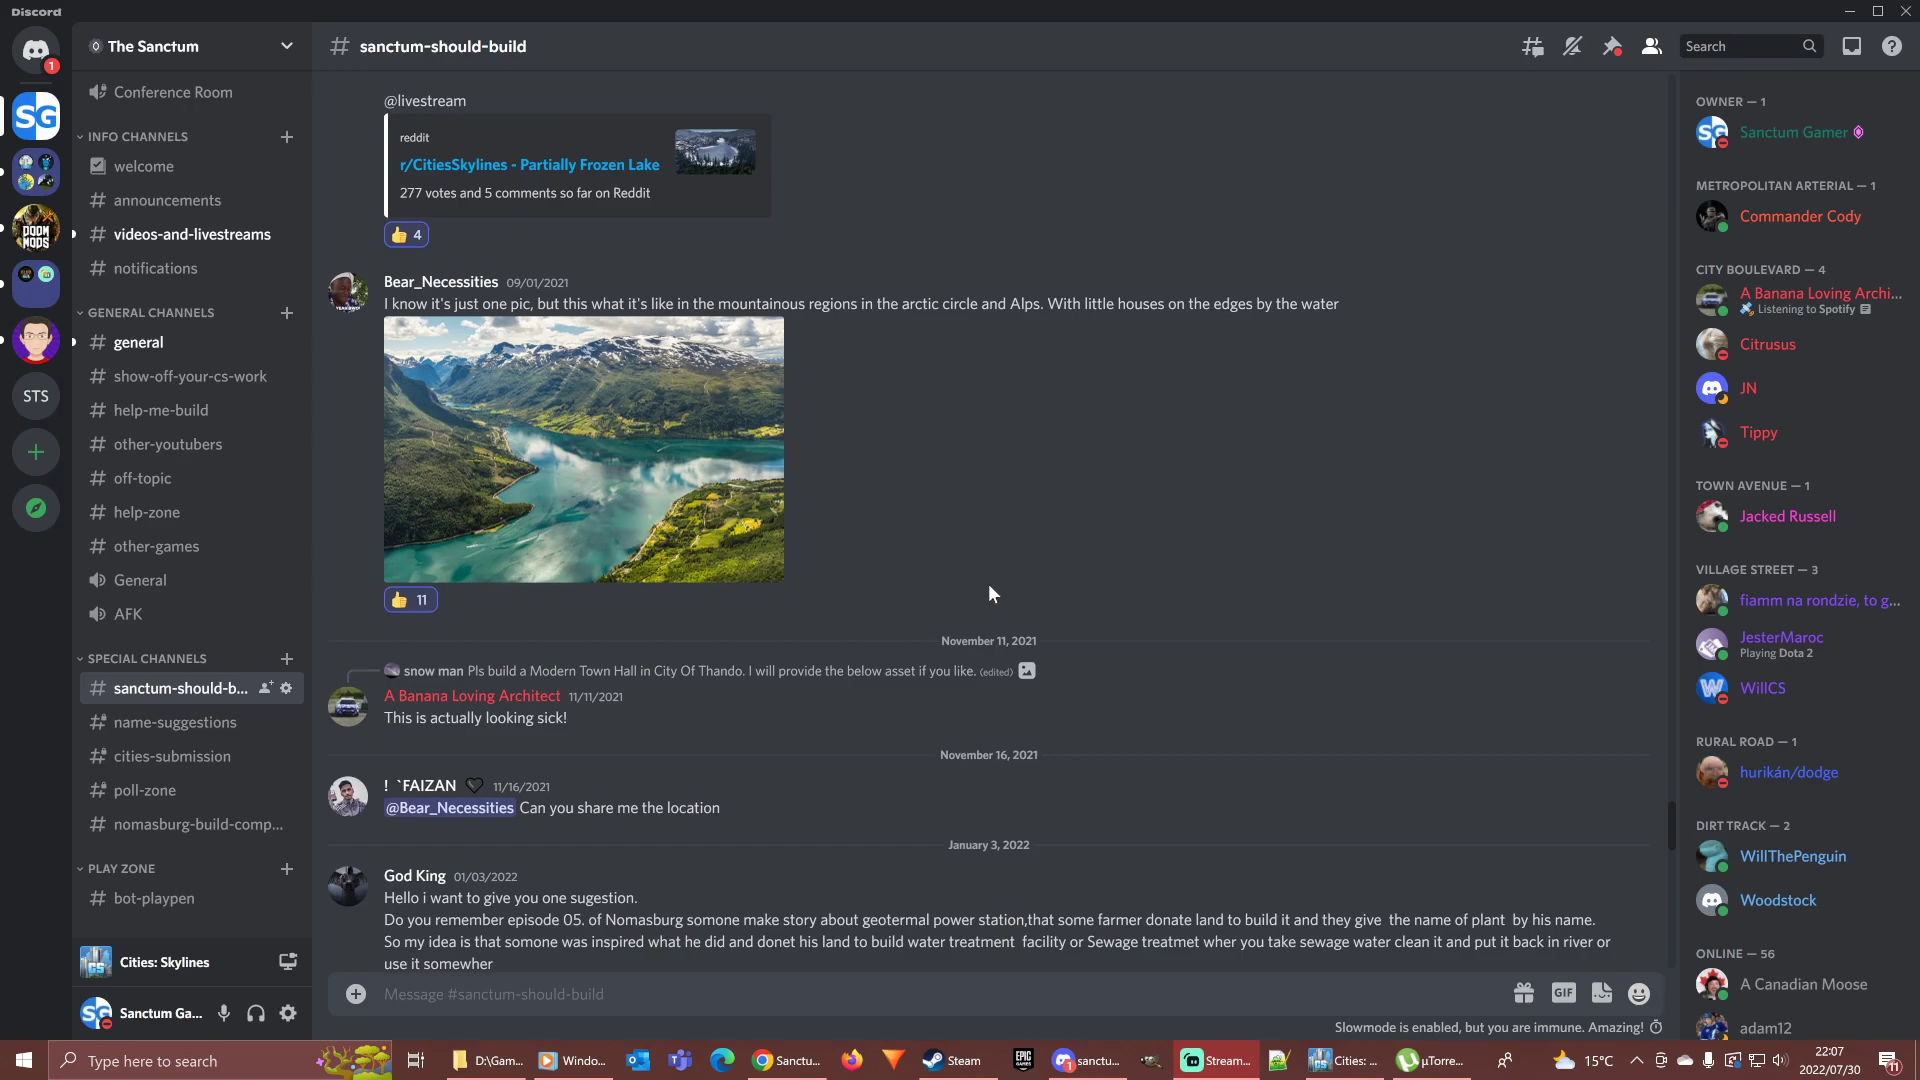 Discord
The Sanctum
sanctum-should-build
Search
1
SG
DOOM
MODS
STS
Conference Room
INFO CHANNELS
welcome
announcements
videos-and-livestreams
notifications
GENERAL CHANNELS
general
show-off-your-cs-work
help-me-build
other-youtubers
off-topic
help-zone
other-games
General
AFK
SPECIAL CHANNELS
sanctum-should-b...
name-suggestions
cities-submission
poll-zone
nomasburg-build-comp...
PLAY ZONE
bot-playpen
Cities: Skylines
Sanctum Ga...
@livestream
reddit
r/CitiesSkylines - Partially Frozen Lake
277 votes and 5 comments so far on Reddit
4
Bear_Necessities 09/01/2021
I know it's just one pic, but this what it's like in the mountainous regions in the arctic circle and Alps. With little houses on the edges by the water
11
November 11, 2021
snow man Pls build a Modern Town Hall in City Of Thando. I will provide the below asset if you like. (edited)
A Banana Loving Architect 11/11/2021
This is actually looking sick!
November 16, 2021
! `FAIZAN 11/16/2021
@Bear_Necessities Can you share me the location
January 3, 2022
God King 01/03/2022
Hello i want to give you one sugestion.
Do you remember episode 05. of Nomasburg somone make story about geotermal power station,that some farmer donate land to build it and they give the name of plant by his name.
So my idea is that somone was inspired what he did and donet his land to build water treatment facility or Sewage treatmet wher you take sewage water clean it and put it back in river or
use it somewher
Message #sanctum-should-build
GIF
Slowmode is enabled, but you are immune. Amazing!
OWNER — 1
Sanctum Gamer
METROPOLITAN ARTERIAL — 1
Commander Cody
CITY BOULEVARD — 4
A Banana Loving Archi...
Listening to Spotify
Citrusus
JN
Tippy
TOWN AVENUE — 1
Jacked Russell
VILLAGE STREET — 3
fiamm na rondzie, to g...
JesterMaroc
Playing Dota 2
WillCS
RURAL ROAD — 1
hurikán/dodge
DIRT TRACK — 2
WillThePenguin
Woodstock
ONLINE — 56
A Canadian Moose
adam12
Type here to search
D:\Gam...
Windo...
Sanctu...
Steam
EPIC
GAMES
sanctu...
Stream...
Cities: ...
µTorre...
15°C
22:07
2022/07/30
11